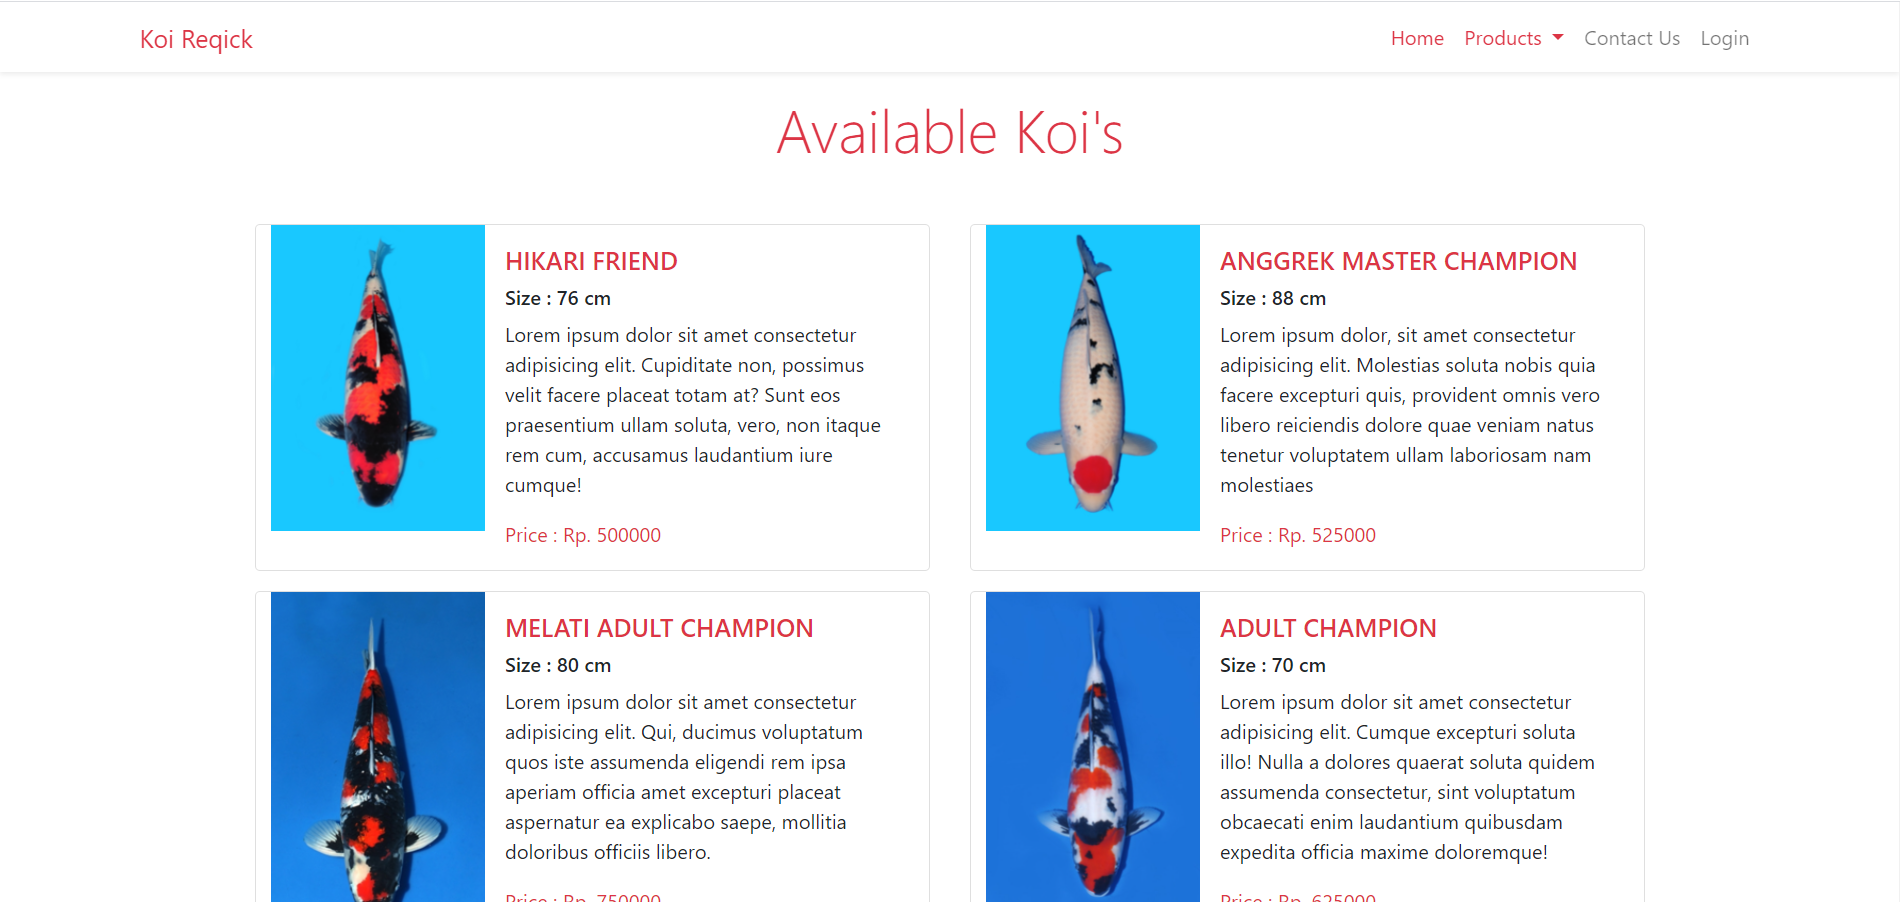 Koi Reqick
Home Products Contact Us Login
Available Koi's
HIKARI FRIEND
Size : 76 cm
Lorem ipsum dolor sit amet consectetur
adipisicing elit. Cupiditate non, possimus
velit facere placeat totam at? Sunt eos
praesentium ullam soluta, vero, non itaque
rem cum, accusamus laudantium iure
cumque!
Price : Rp. 500000
ANGGREK MASTER CHAMPION
Size : 88 cm
Lorem ipsum dolor, sit amet consectetur
adipisicing elit. Molestias soluta nobis quia
facere excepturi quis, provident omnis vero
libero reiciendis dolore quae veniam natus
tenetur voluptatem ullam laboriosam nam
molestiaes
Price : Rp. 525000
MELATI ADULT CHAMPION
Size : 80 cm
Lorem ipsum dolor sit amet consectetur
adipisicing elit. Qui, ducimus voluptatum
quos iste assumenda eligendi rem ipsa
aperiam officia amet excepturi placeat
aspernatur ea explicabo saepe, mollitia
doloribus officiis libero.
Price : Rp. 750000
ADULT CHAMPION
Size : 70 cm
Lorem ipsum dolor sit amet consectetur
adipisicing elit. Cumque excepturi soluta
illo! Nulla a dolores quaerat soluta quidem
assumenda consectetur, sint voluptatum
obcaecati enim laudantium quibusdam
expedita officia maxime doloremque!
Price : Rp. 625000